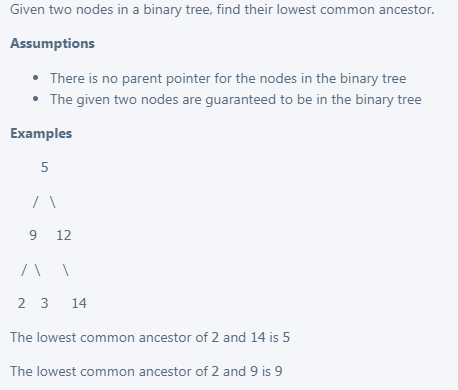 Given two nodes in a binary tree, find their lowest common ancestor.
Assumptions
• There is no parent pointer for the nodes in the binary tree
• The given two nodes are guaranteed to be in the binary tree
Examples
5
/ \
9 12
/ \ \
2 3 14
The lowest common ancestor of 2 and 14 is 5
The lowest common ancestor of 2 and 9 is 9